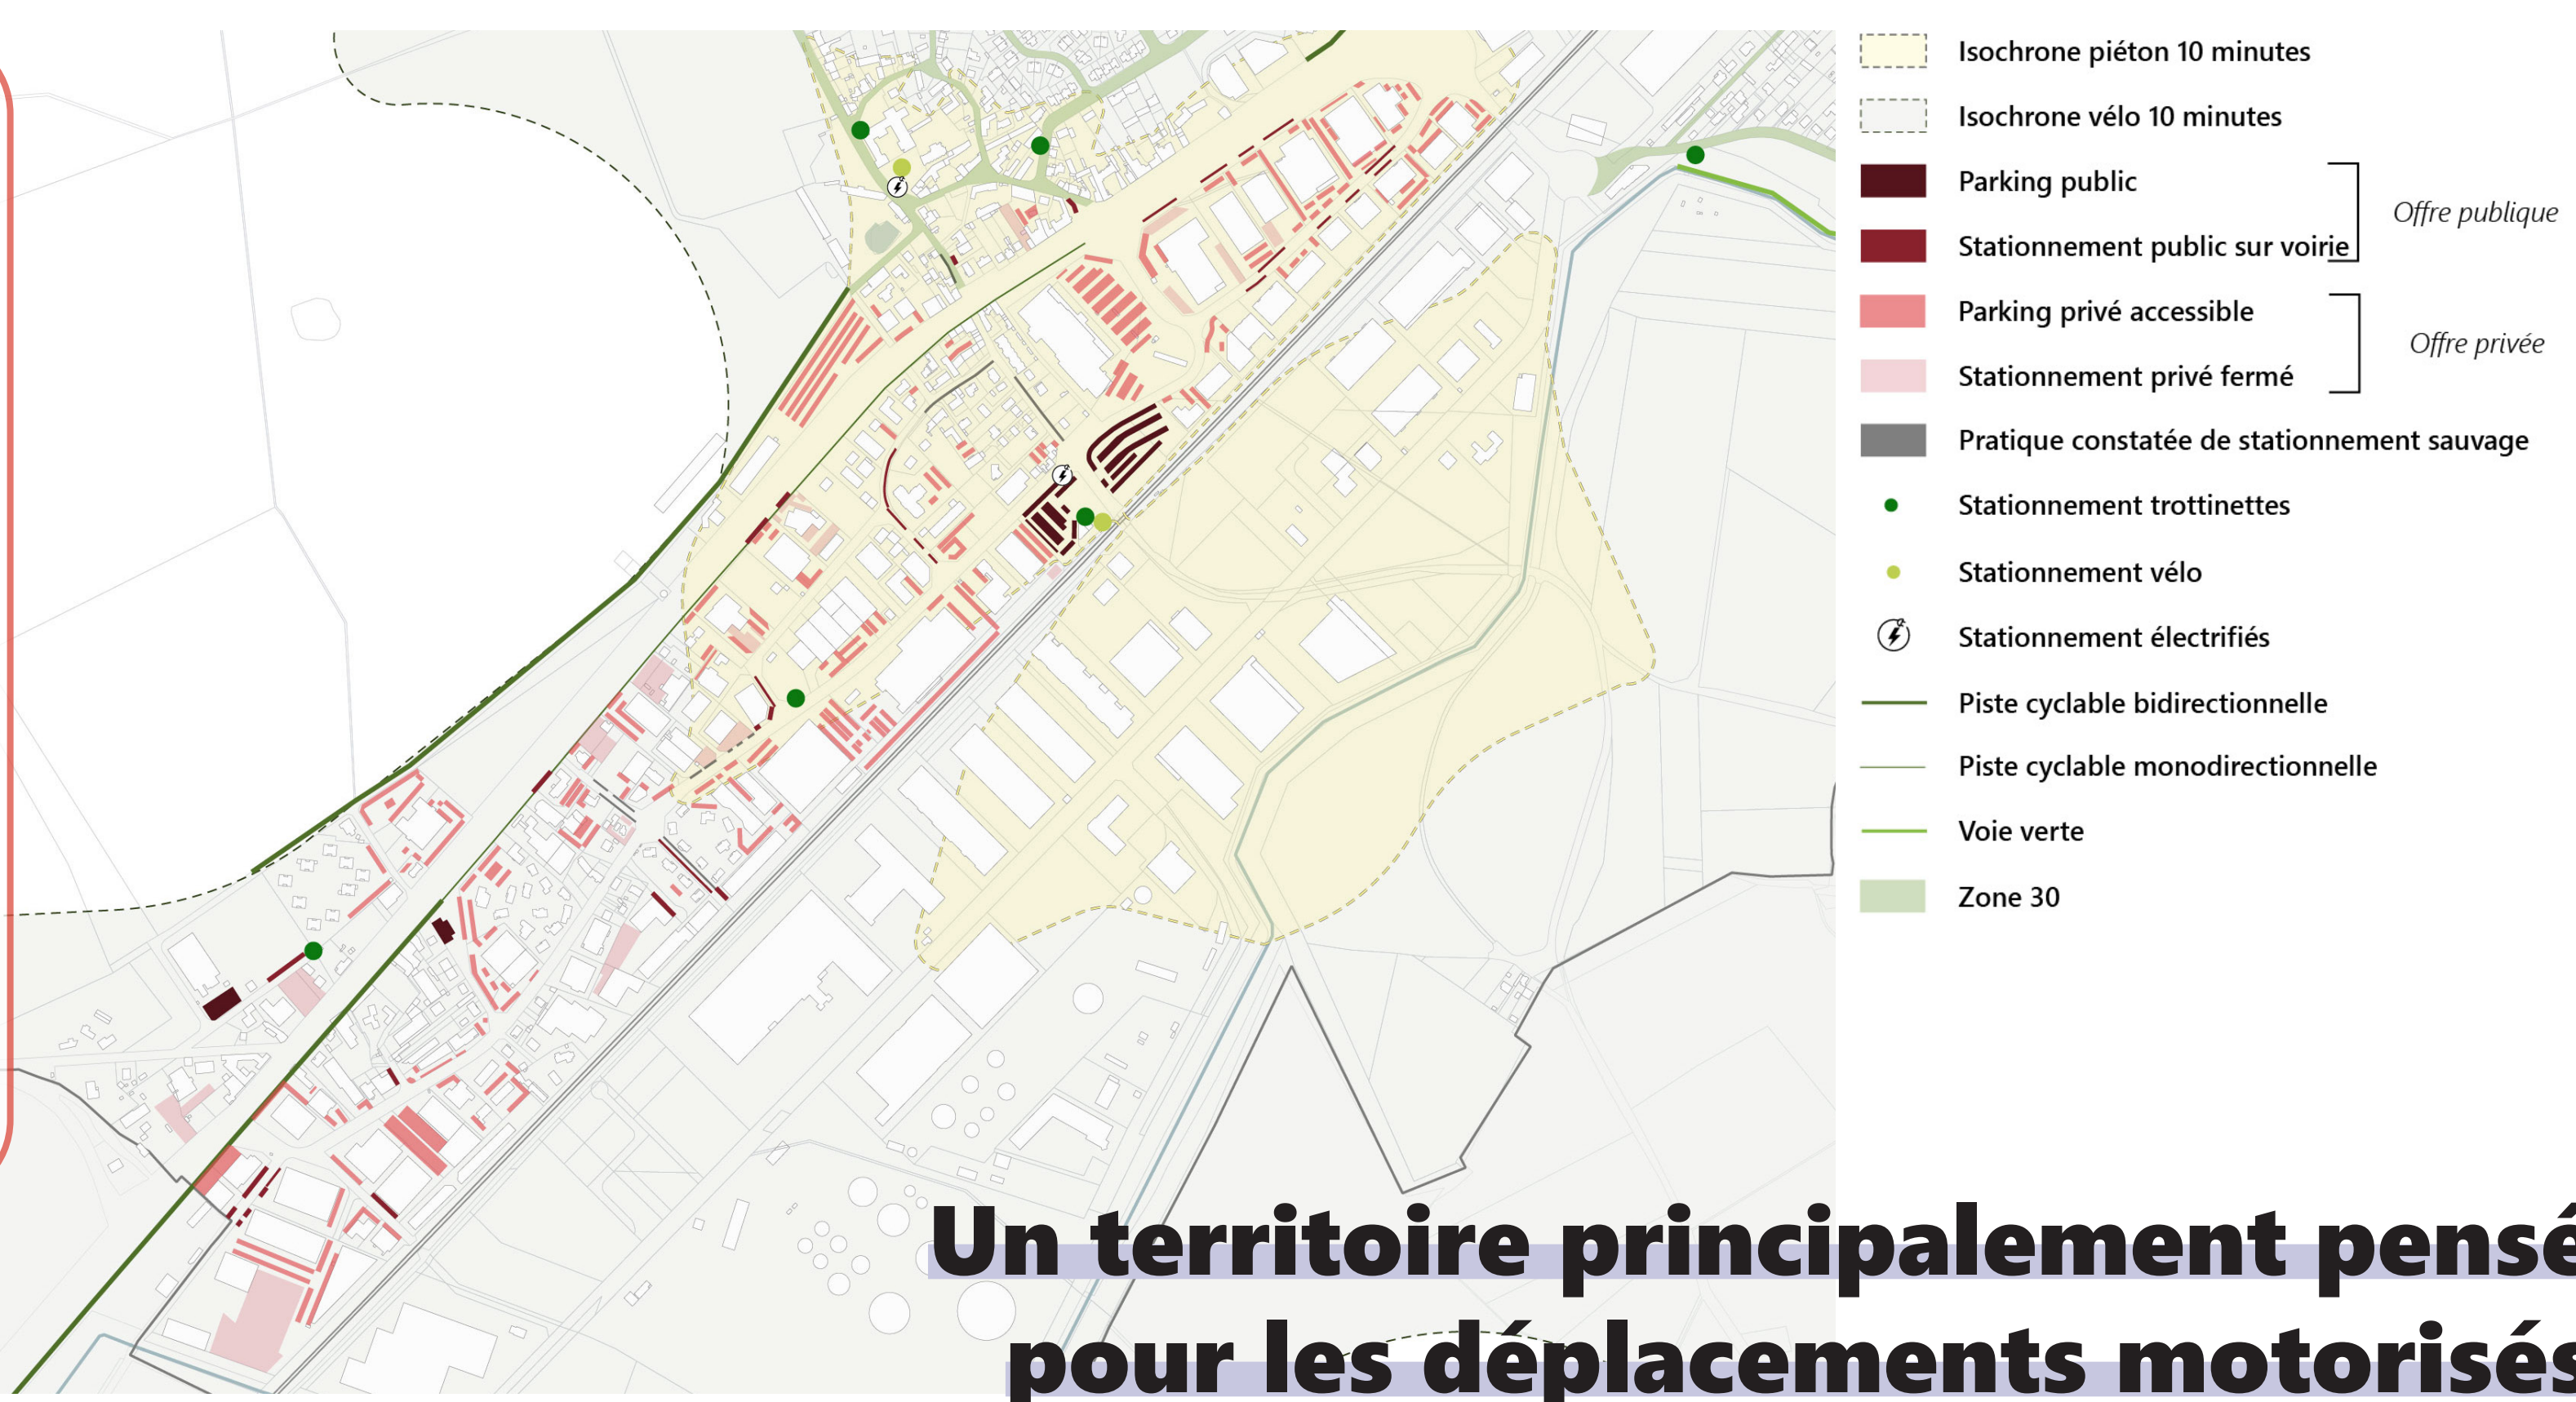 Isochrone piéton 10 minutes
Isochrone vélo 10 minutes
Parking public
Stationnement public sur voirie
Offre publique
Parking privé accessible
Stationnement privé fermé
Offre privée
Pratique constatée de stationnement sauvage
Stationnement trottinettes
Stationnement vélo
Stationnement électrifiés
Piste cyclable bidirectionnelle
Piste cyclable monodirectionnelle
Voie verte
Zone 30
Un territoire principalement pensé
pour les déplacements motorisés